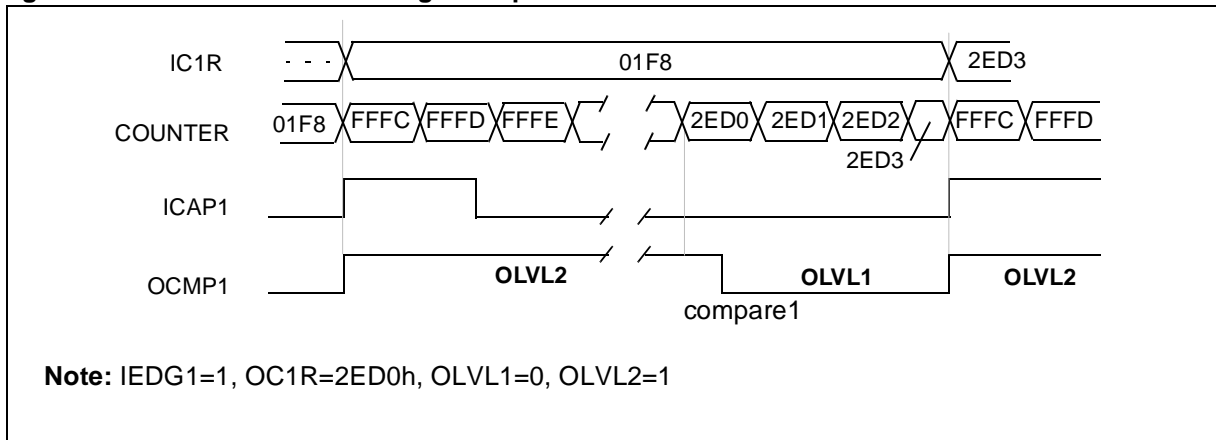 IC1R - - - 01F8 2ED3
COUNTER 01F8 FFFC FFFD FFFE 2ED0 2ED1 2ED2 FFFC FFFD
2ED3
ICAP1
OCMP1 OLVL2 OLVL1 OLVL2
compare1
Note: IEDG1=1, OC1R=2ED0h, OLVL1=0, OLVL2=1